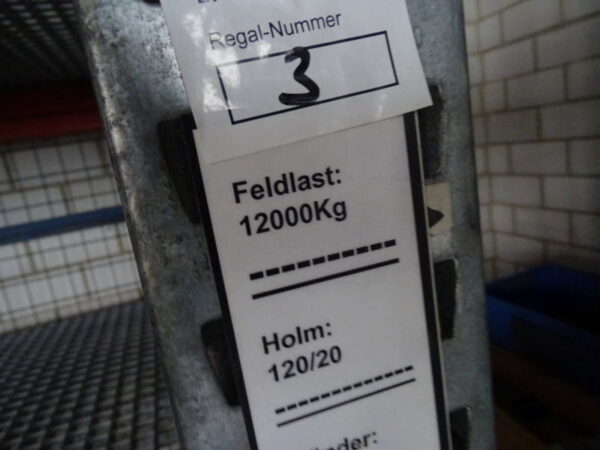 Regal-Nummer
3
Feldlast:
12000Kg
Holm:
120/20